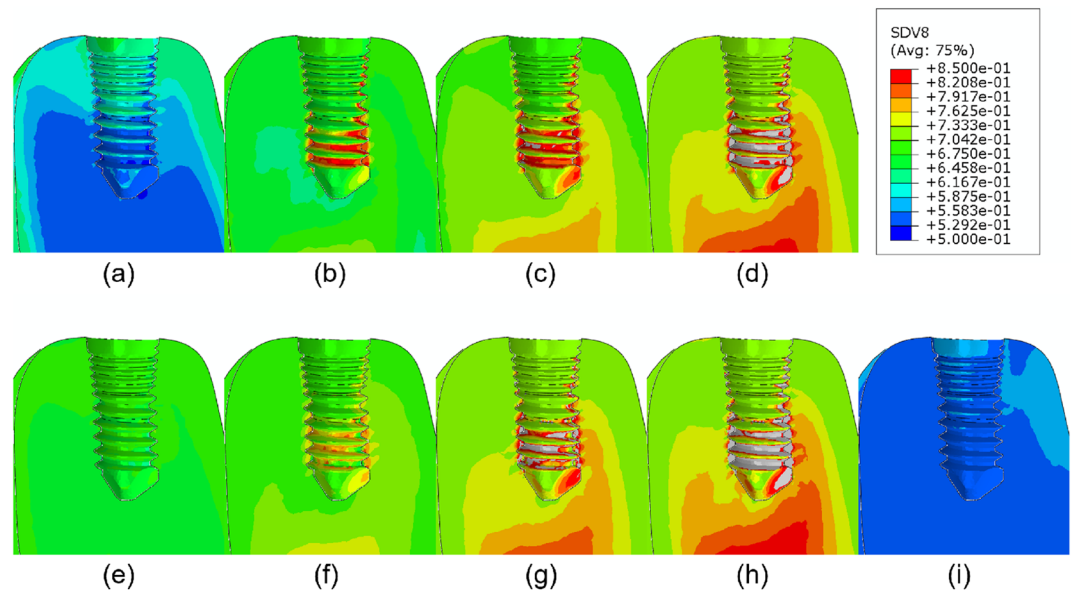 SDV8
(Avg: 75%)
+8.500e-01
+8.208e-01
+7.917e-01
+7.625e-01
+7.333e-01
+7.042e-01
+6.750e-01
+6.458e-01
+6.167e-01
+5.875e-01
+5.583e-01
+5.292e-01
+5.000e-01
(a) (b) (c) (d)
(e) (f) (g) (h) (i)